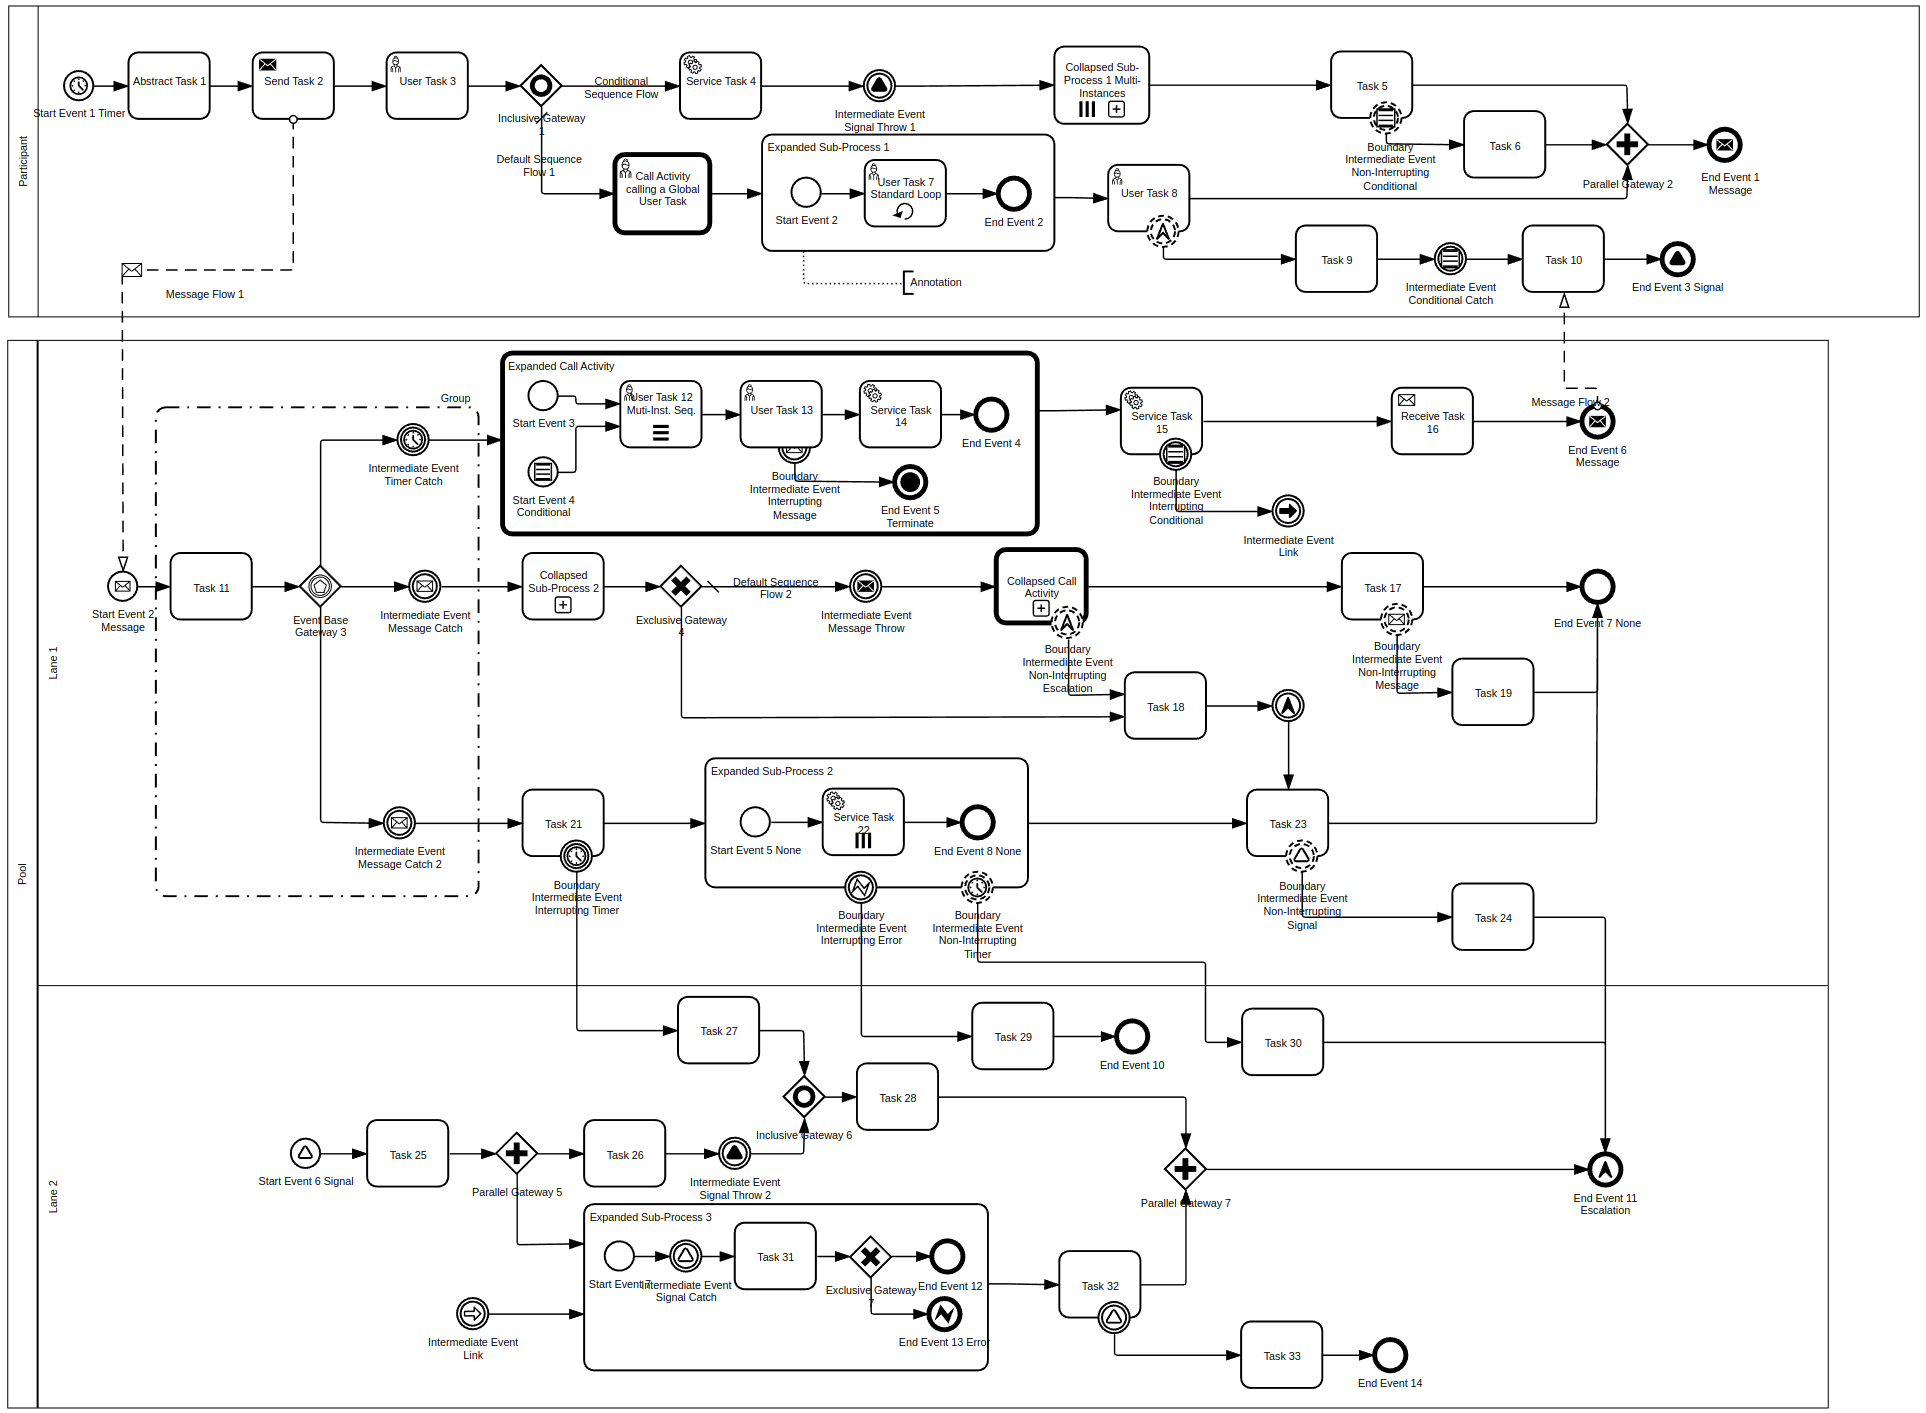 Participant
Start Event 1 Timer
Abstract Task 1
Send Task 2
User Task 3
Inclusive Gateway
1
Conditional
Sequence Flow
Default Sequence
Flow 1
Service Task 4
Intermediate Event
Signal Throw 1
Collapsed Sub-
Process 1 Multi-
Instances
Task 5
Boundary
Intermediate Event
Non-Interrupting
Conditional
Task 6
Parallel Gateway 2
End Event 1
Message
Call Activity
calling a Global
User Task
Expanded Sub-Process 1
Start Event 2
User Task 7
Standard Loop
End Event 2
User Task 8
Annotation
Task 9
Intermediate Event
Conditional Catch
Task 10
End Event 3 Signal
Message Flow 1
Pool
Lane 1
Group
Intermediate Event
Timer Catch
Expanded Call Activity
Start Event 3
Start Event 4
Conditional
User Task 12
Multi-Inst. Seq.
User Task 13
Service Task
14
End Event 4
Boundary
Intermediate Event
Interrupting
Message
End Event 5
Terminate
Service Task
15
Boundary
Intermediate Event
Interrupting
Conditional
Intermediate Event
Link
Receive Task
16
Message Flow 2
End Event 6
Message
Start Event 2
Message
Task 11
Event Base
Gateway 3
Intermediate Event
Message Catch
Collapsed
Sub-Process 2
Exclusive Gateway
4
Default Sequence
Flow 2
Intermediate Event
Message Throw
Collapsed Call
Activity
Boundary
Intermediate Event
Non-Interrupting
Escalation
Task 17
Boundary
Intermediate Event
Non-Interrupting
Message
End Event 7 None
Task 18
Task 19
Intermediate Event
Message Catch 2
Task 21
Boundary
Intermediate Event
Interrupting Timer
Expanded Sub-Process 2
Start Event 5 None
Service Task
22
End Event 8 None
Boundary
Intermediate Event
Interrupting Error
Boundary
Intermediate Event
Non-Interrupting
Timer
Task 23
Boundary
Intermediate Event
Non-Interrupting
Signal
Task 24
Lane 2
Task 27
Task 29
End Event 10
Task 30
Inclusive Gateway 6
Task 28
Start Event 6 Signal
Task 25
Parallel Gateway 5
Task 26
Intermediate Event
Signal Throw 2
Parallel Gateway 7
End Event 11
Escalation
Expanded Sub-Process 3
Start Event 7
Intermediate Event
Signal Catch
Task 31
Exclusive Gateway
7
End Event 12
End Event 13 Error
Intermediate Event
Link
Task 32
Task 33
End Event 14